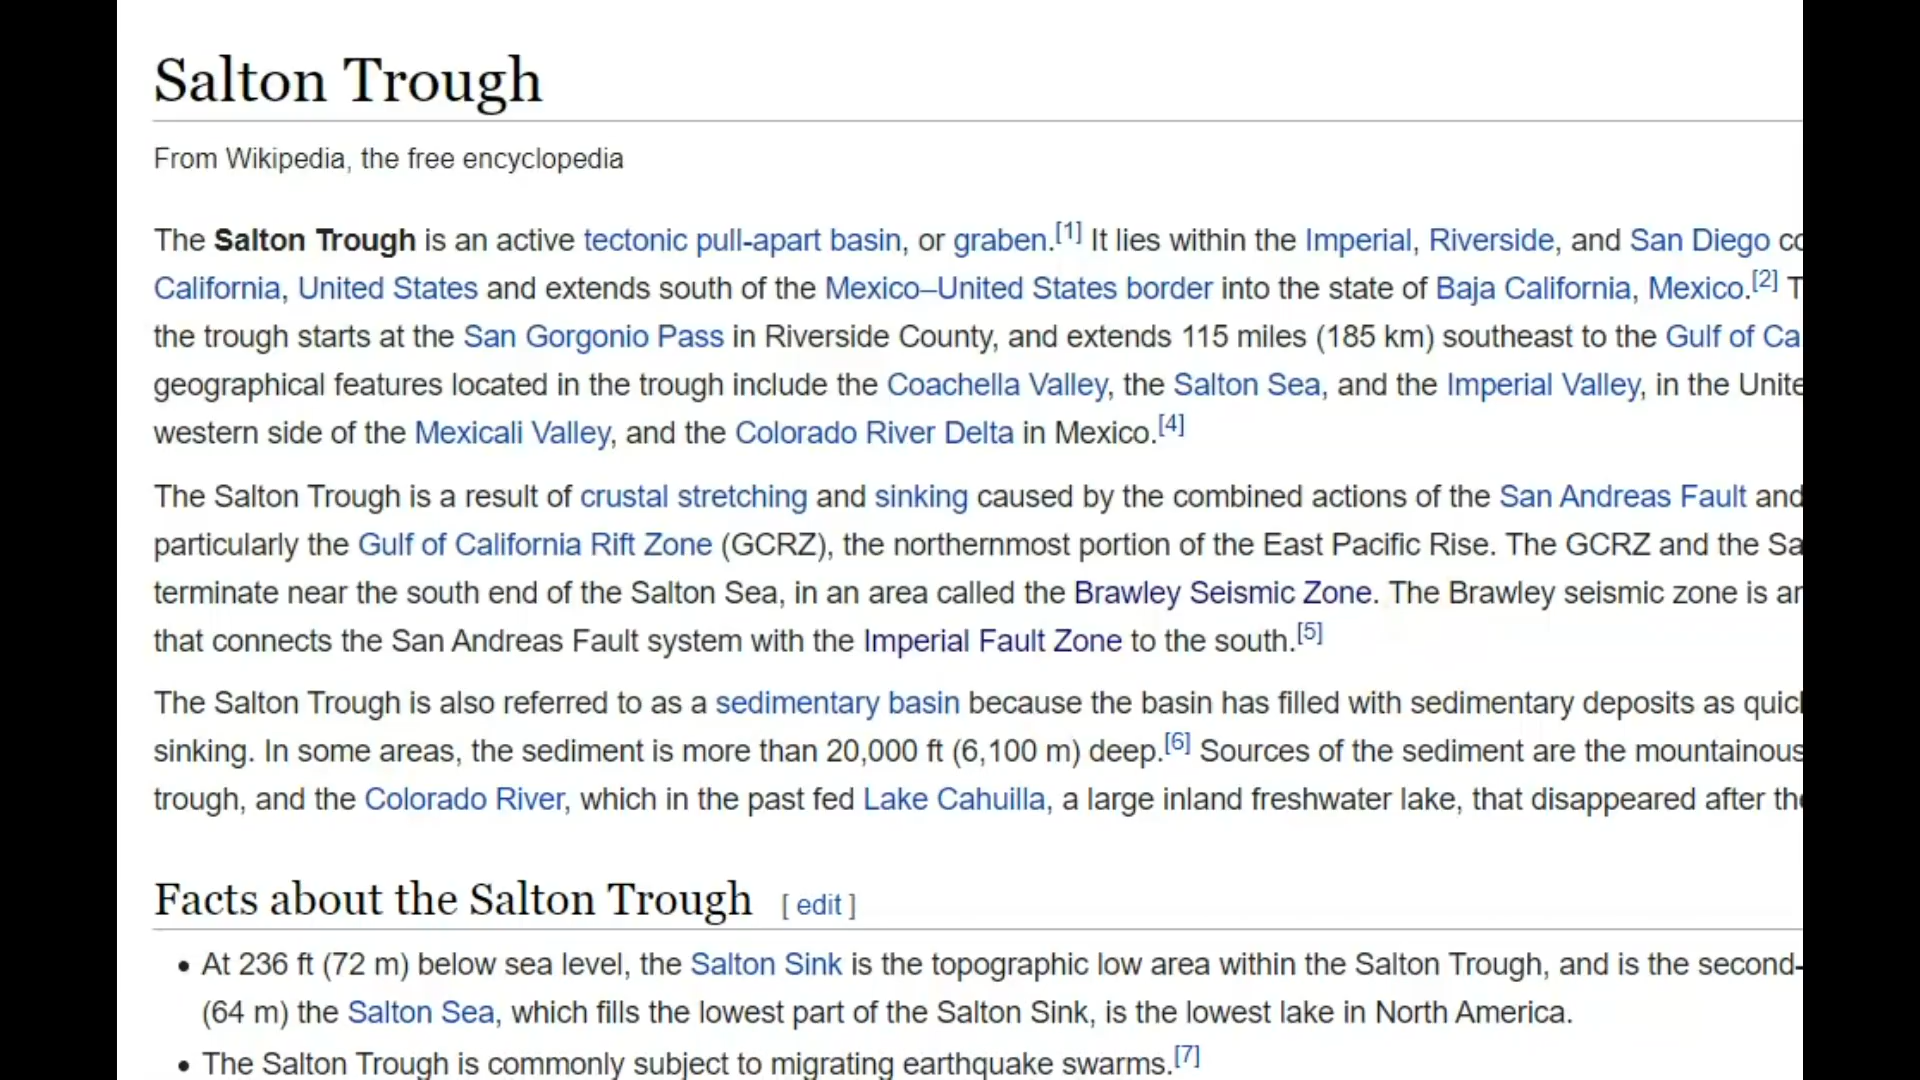 Salton Trough
From Wikipedia, the free encyclopedia
The Salton Trough is an active tectonic pull-apart basin, or graben.[1] It lies within the Imperial, Riverside, and San Diego
California, United States and extends south of the Mexico–United States border into the state of Baja California, Mexico.[2]
the trough starts at the San Gorgonio Pass in Riverside County, and extends 115 miles (185 km) southeast to the Gulf of
geographical features located in the trough include the Coachella Valley, the Salton Sea, and the Imperial Valley, in the
western side of the Mexicali Valley, and the Colorado River Delta in Mexico.[4]
The Salton Trough is a result of crustal stretching and sinking caused by the combined actions of the San Andreas Fault and
particularly the Gulf of California Rift Zone (GCRZ), the northernmost portion of the East Pacific Rise. The GCRZ and the
terminate near the south end of the Salton Sea, in an area called the Brawley Seismic Zone. The Brawley seismic zone is
that connects the San Andreas Fault system with the Imperial Fault Zone to the south.[5]
The Salton Trough is also referred to as a sedimentary basin because the basin has filled with sedimentary deposits as
sinking. In some areas, the sediment is more than 20,000 ft (6,100 m) deep.[6] Sources of the sediment are the mountainous
trough, and the Colorado River, which in the past fed Lake Cahuilla, a large inland freshwater lake, that disappeared after
Facts about the Salton Trough [ edit ]
• At 236 ft (72 m) below sea level, the Salton Sink is the topographic low area within the Salton Trough, and is the second-
(64 m) the Salton Sea, which fills the lowest part of the Salton Sink, is the lowest lake in North America.
• The Salton Trough is commonly subject to migrating earthquake swarms.[7]